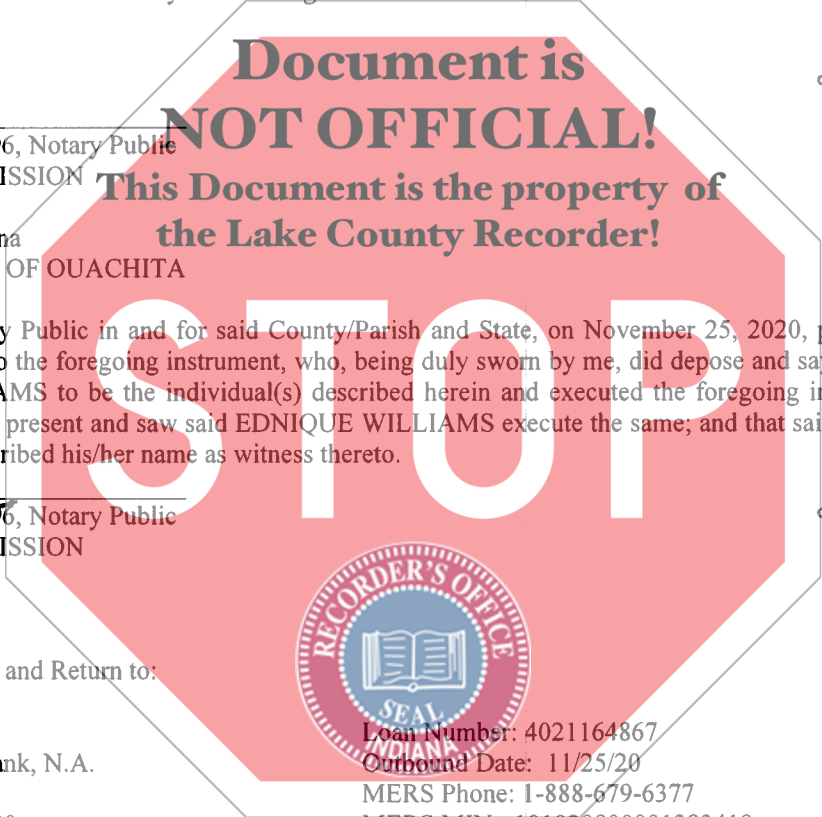 Document is
NOT OFFICIAL!
6, Notary Public
ISSION
This Document is the property of
the Lake County Recorder!
na
OF OUACHITA
STOP
y Public in and for said County/Parish and State, on November 25, 2020, p
o the foregoing instrument, who, being duly sworn by me, did depose and say
AMS to be the individual(s) described herein and executed the foregoing in
present and saw said EDNIQUE WILLIAMS execute the same; and that sai
ribed his/her name as witness thereto.
6, Notary Public
ISSION
RECORDER'S OFFICE
SEAL
INDIANA
and Return to:
Loan Number: 4021164867
ank, N.A.
Outbound Date: 11/25/20
MERS Phone: 1-888-679-6377